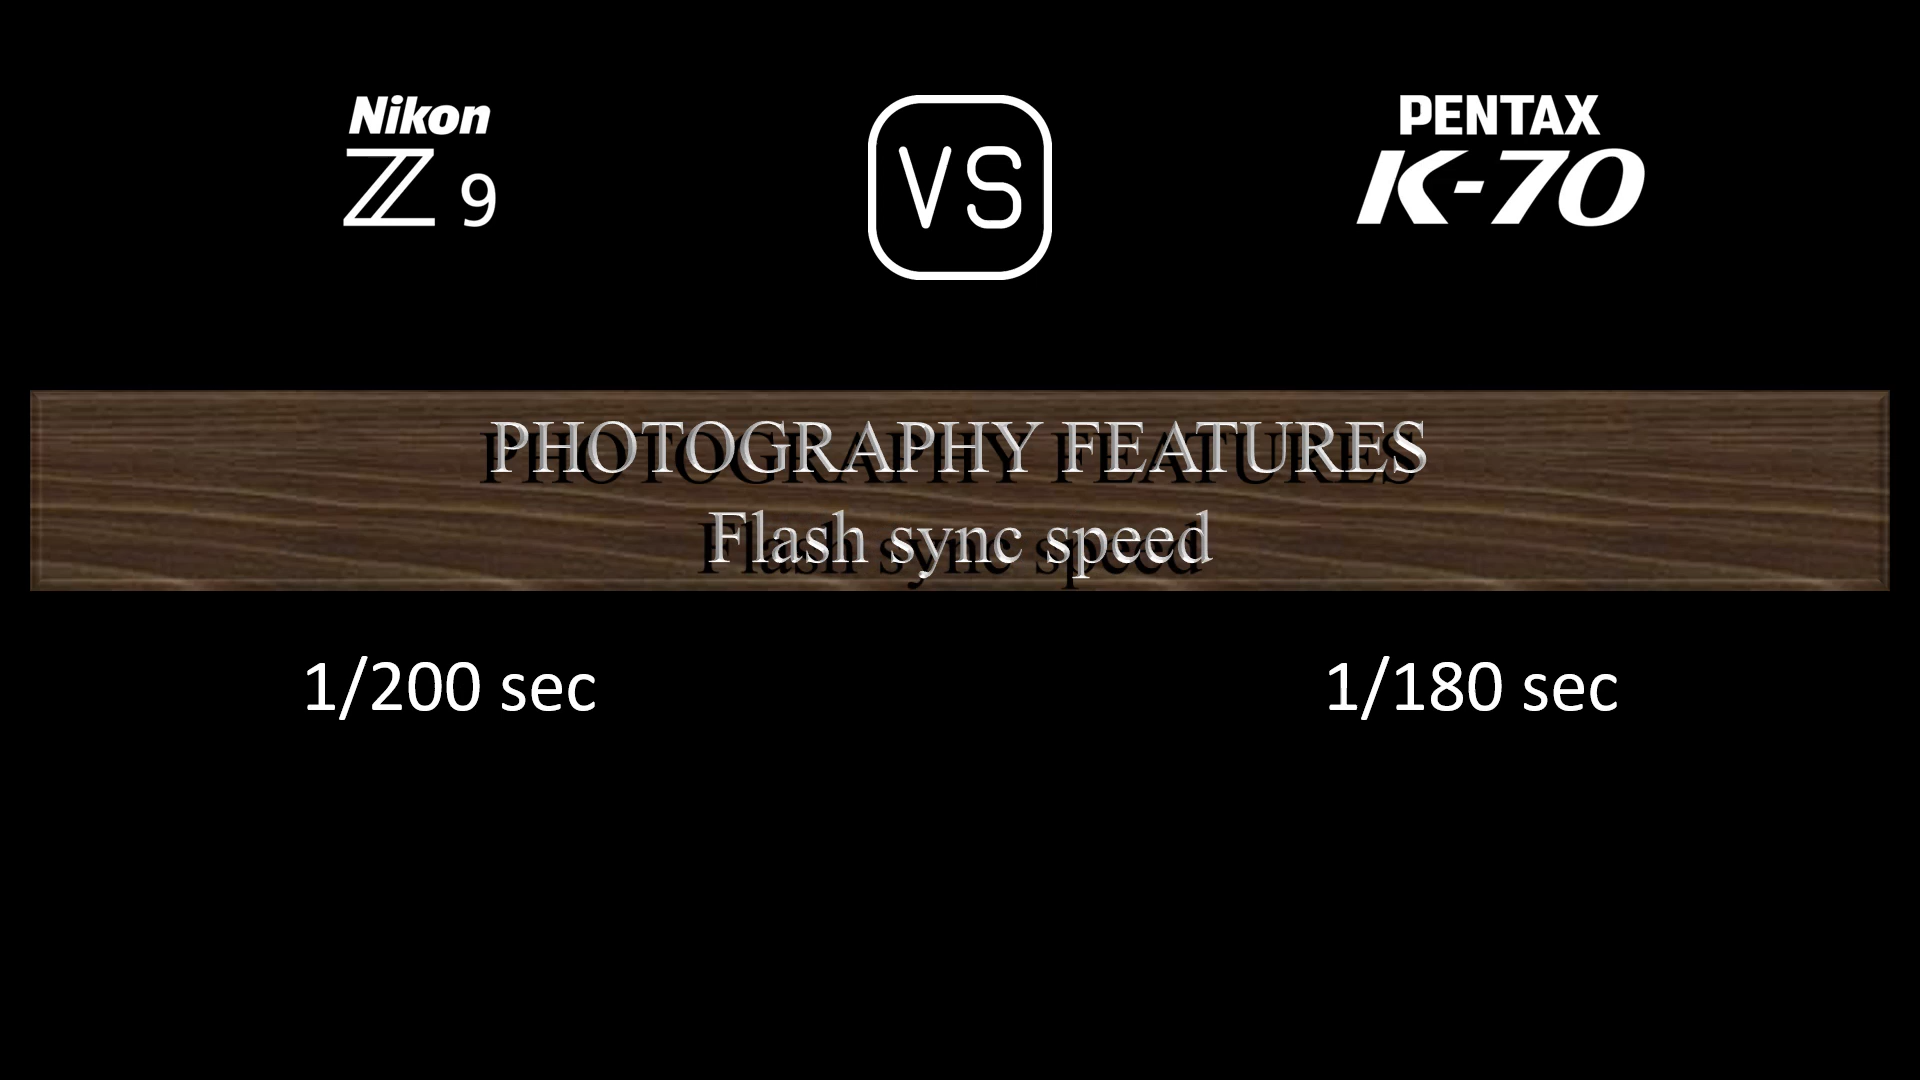 Nikon
Z 9
VS
PENTAX
K-70
PHOTOGRAPHY FEATURES
Flash sync speed
1/200 sec
1/180 sec